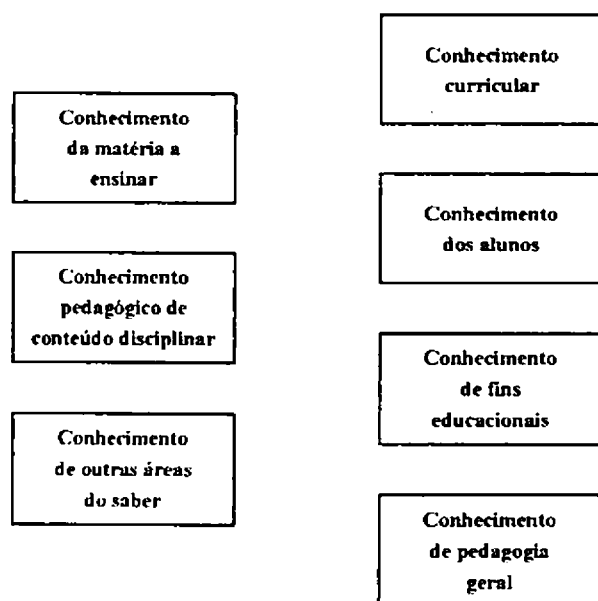 Conhecimento
da matéria a
ensinar
Conhecimento
pedagógico de
conteúdo disciplinar
Conhecimento
de outras áreas
do saber
Conhecimento
curricular
Conhecimento
dos alunos
Conhecimento
de fins
educacionais
Conhecimento
de pedagogia
geral